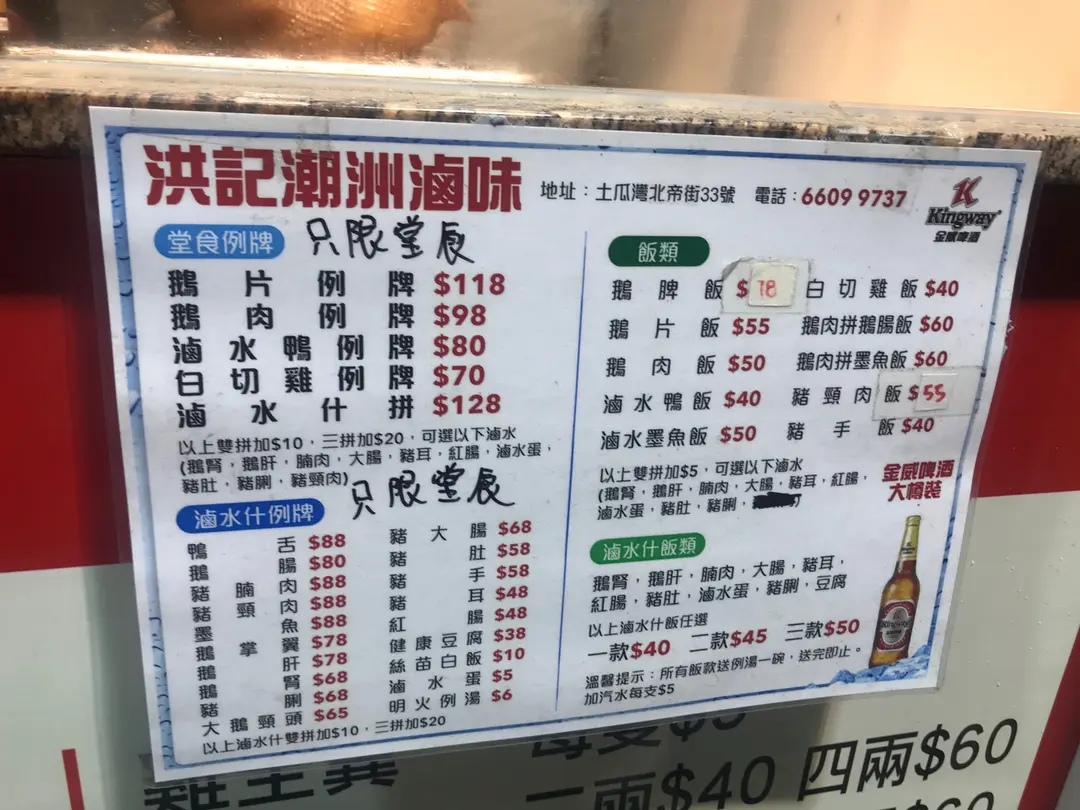 洪記潮洲滷味
地址：土瓜灣北帝街33號 電話：6609 9737
Kingway
金威啤酒
堂食例牌 只限堂食
鵝片例牌 $118
鵝肉例牌 $98
滷水鴨例牌 $80
白切雞例牌 $70
滷水什拼 $128
以上雙拼加$10，三拼加$20，可選以下滷水
(鵝腎，鵝肝，腩肉，大腸，豬耳，紅腸，滷水蛋，
豬肚，豬脷，豬頸肉)
滷水什例牌 只限堂食
鴨舌 $88
鵝腸 $80
豬腩肉 $88
豬頸肉 $88
墨魚 $88
鵝掌翼 $78
鵝肝 $78
鵝腎 $68
豬脷 $68
大鵝頸頭 $65
豬大腸 $68
豬肚 $58
豬手 $58
豬耳 $48
紅腸 $48
健康豆腐 $38
絲苗白飯 $10
滷水蛋 $5
明火例湯 $6
以上滷水什雙拼加$10，三拼加$20
飯類
鵝脾飯 $78 白切雞飯 $40
鵝片飯 $55 鵝肉拼鵝腸飯 $60
鵝肉飯 $50 鵝肉拼墨魚飯 $60
滷水鴨飯 $40 豬頸肉飯 $55
滷水墨魚飯 $50 豬手飯 $40
以上雙拼加$5，可選以下滷水
(鵝腎，鵝肝，腩肉，大腸，豬耳，紅腸，
滷水蛋，豬肚，豬脷，
金威啤酒
大樽裝
滷水什飯類
鵝腎，鵝肝，腩肉，大腸，豬耳，
紅腸，豬肚，滷水蛋，豬脷，豆腐
以上滷水什飯任選
一款$40 二款$45 三款$50
溫馨提示：所有飯款送例湯一碗，送完即止。
加汽水每支$5
Kingway
二兩$40 四兩$60